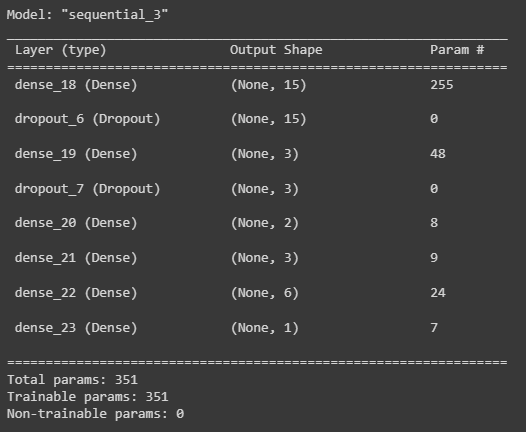 Model: "sequential_3"
_________________________________________________________________
Layer (type) Output Shape Param #
=================================================================
dense_18 (Dense) (None, 15) 255
dropout_6 (Dropout) (None, 15) 0
dense_19 (Dense) (None, 3) 48
dropout_7 (Dropout) (None, 3) 0
dense_20 (Dense) (None, 2) 8
dense_21 (Dense) (None, 3) 9
dense_22 (Dense) (None, 6) 24
dense_23 (Dense) (None, 1) 7
=================================================================
Total params: 351
Trainable params: 351
Non-trainable params: 0